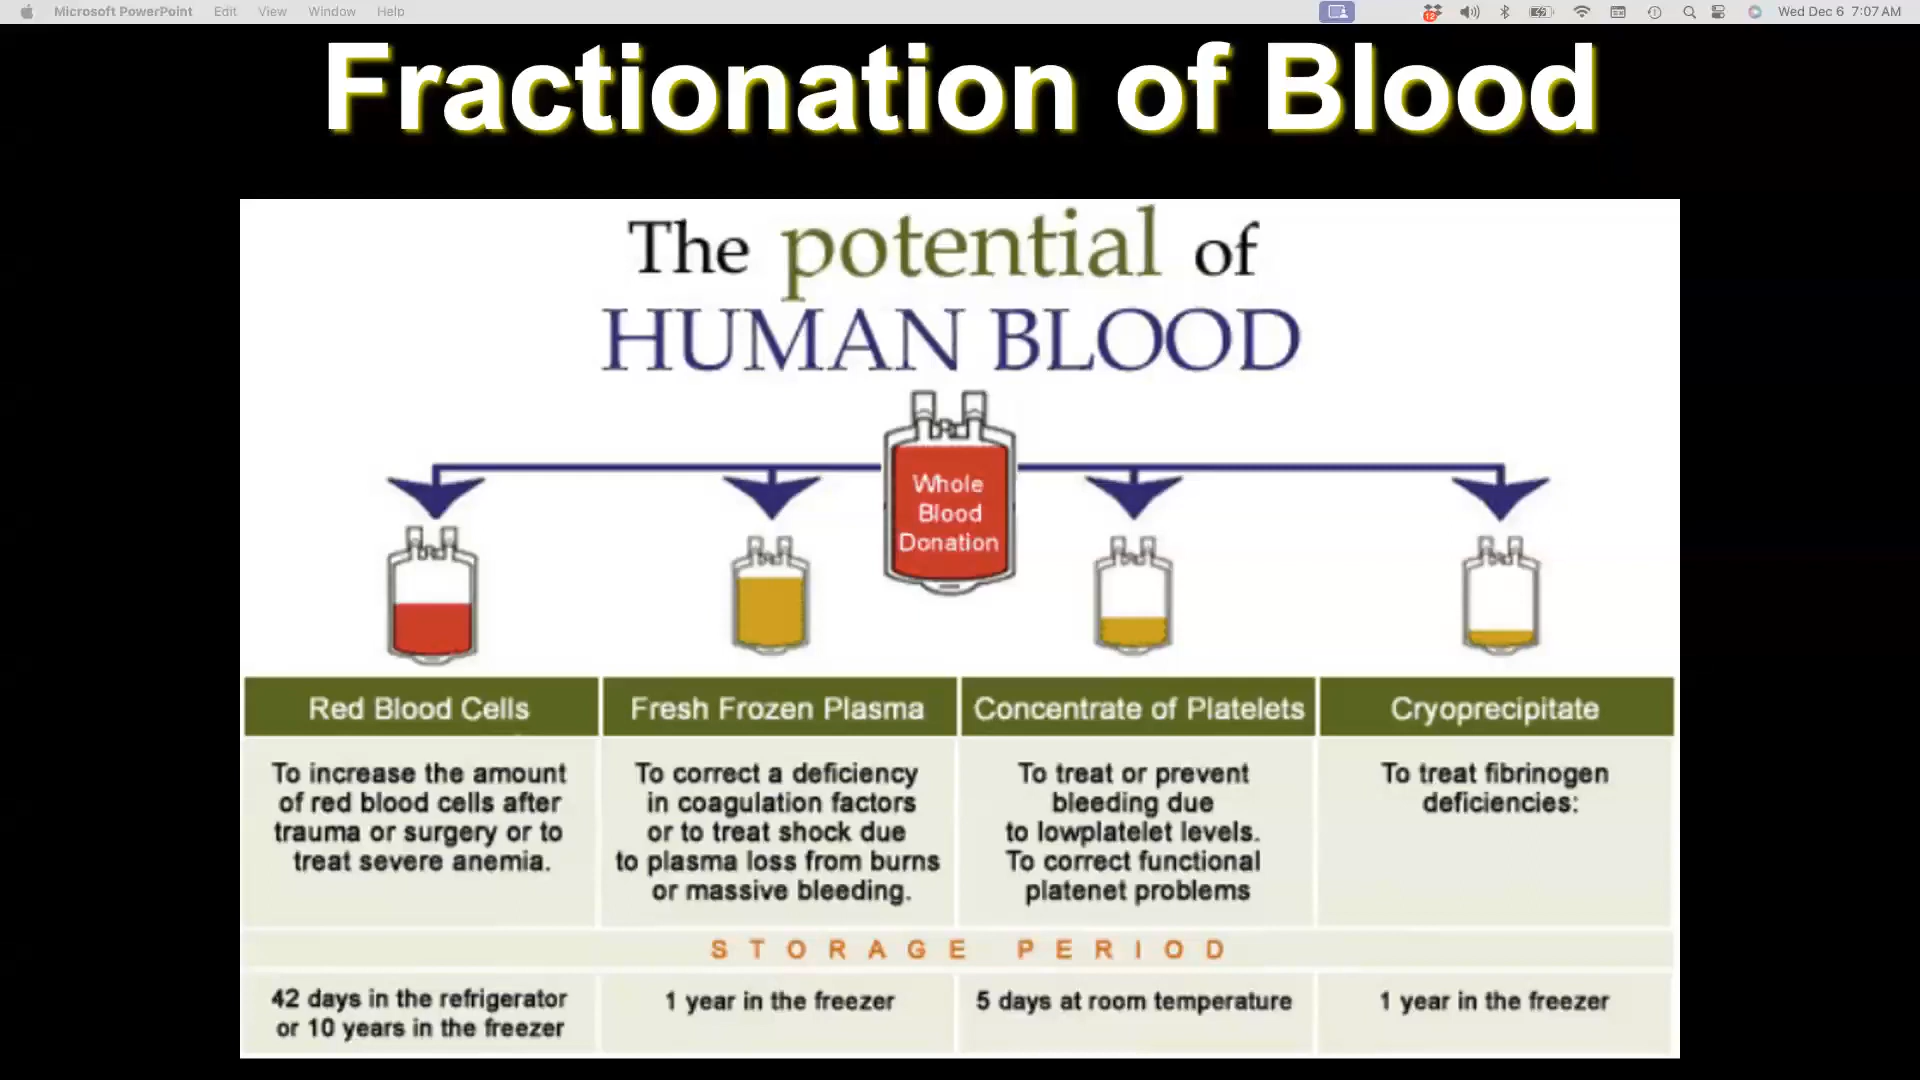 Microsoft PowerPoint Edit View Window Help 12 Wed Dec 6 7:07 AM
Fractionation of Blood
The potential of
HUMAN BLOOD
Whole
Blood
Donation
Red Blood Cells
To increase the amount
of red blood cells after
trauma or surgery or to
treat severe anemia.
Fresh Frozen Plasma
To correct a deficiency
in coagulation factors
or to treat shock due
to plasma loss from burns
or massive bleeding.
Concentrate of Platelets
To treat or prevent
bleeding due
to lowplatelet levels.
To correct functional
platenet problems
Cryoprecipitate
To treat fibrinogen
deficiencies:
STORAGE PERIOD
42 days in the refrigerator
or 10 years in the freezer
1 year in the freezer
5 days at room temperature
1 year in the freezer